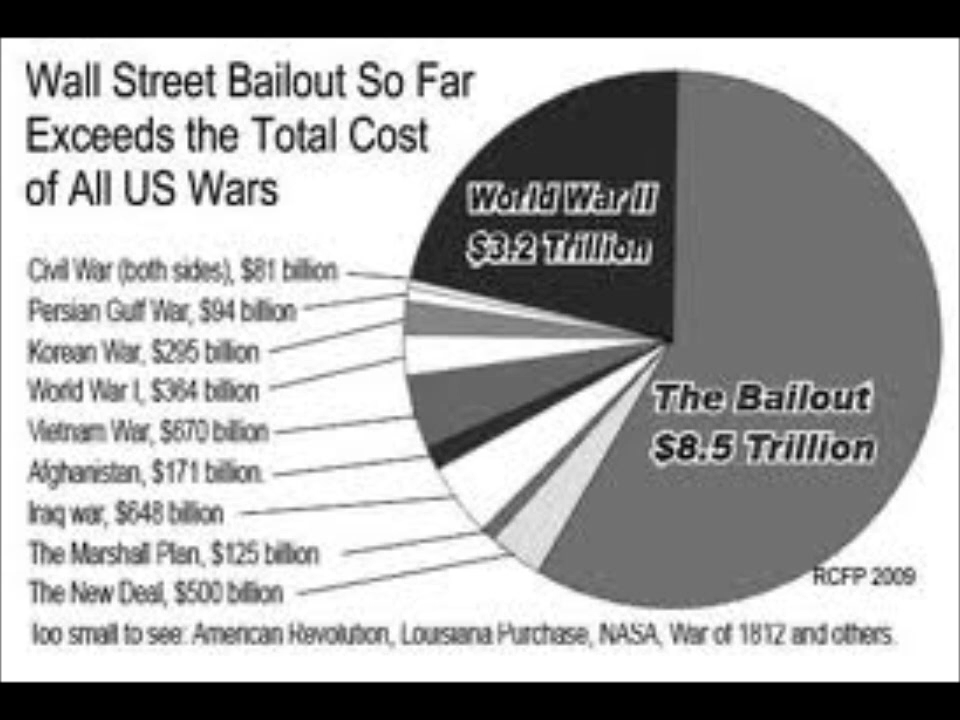 Wall Street Bailout So Far
Exceeds the Total Cost
of All US Wars
World War II
$3.2 Trillion
Civil War (both sides), $81 billion
Persian Gulf War, $94 billion
Korean War, $295 billion
World War I, $364 billion
Vietnam War, $670 billion
Afghanistan, $171 billion.
Iraq war, $648 billion
The Marshall Plan, $125 billion
The New Deal, $500 billion
The Bailout
$8.5 Trillion
RCFP 2009
Too small to see: American Revolution, Louisiana Purchase, NASA, War of 1812 and others.